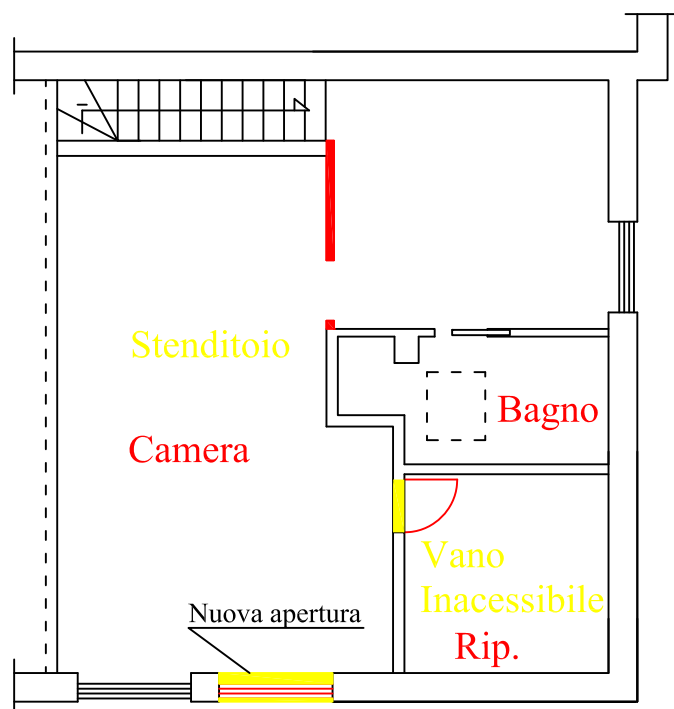 Stenditoio
Bagno
Camera
Vano
Inacessibile
Nuova apertura
Rip.